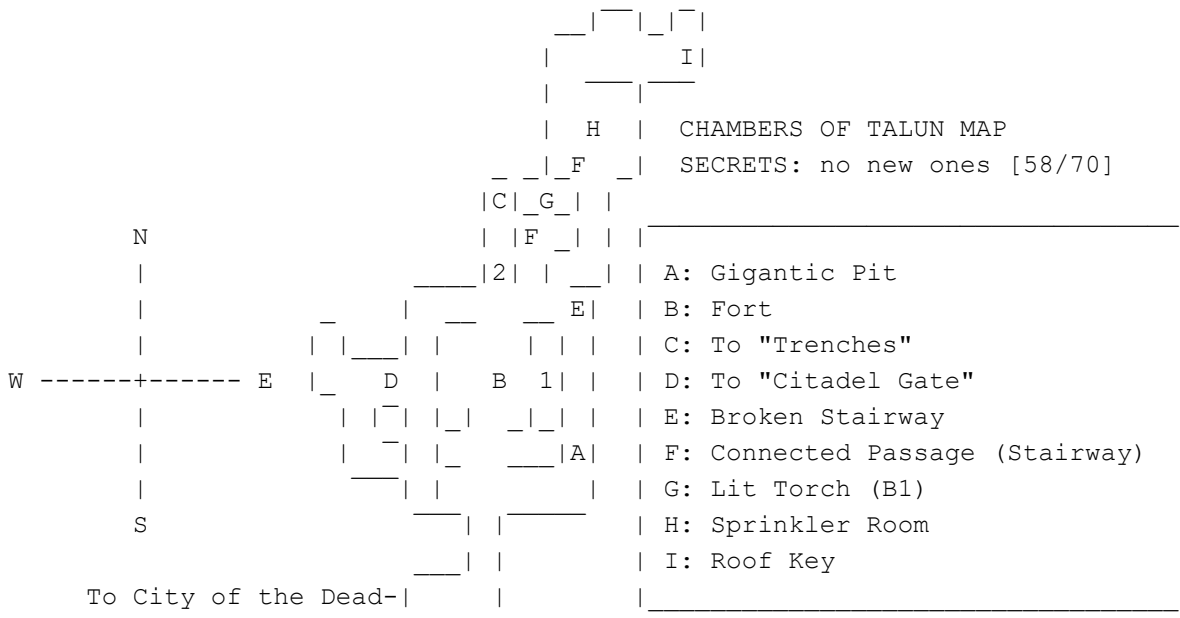 I
H CHAMBERS OF TALUN MAP
F SECRETS: no new ones [58/70]
C G
N F
2 A: Gigantic Pit
E B: Fort
C: To "Trenches"
W E D B 1 D: To "Citadel Gate"
E: Broken Stairway
A F: Connected Passage (Stairway)
G: Lit Torch (B1)
S H: Sprinkler Room
I: Roof Key
To City of the Dead-